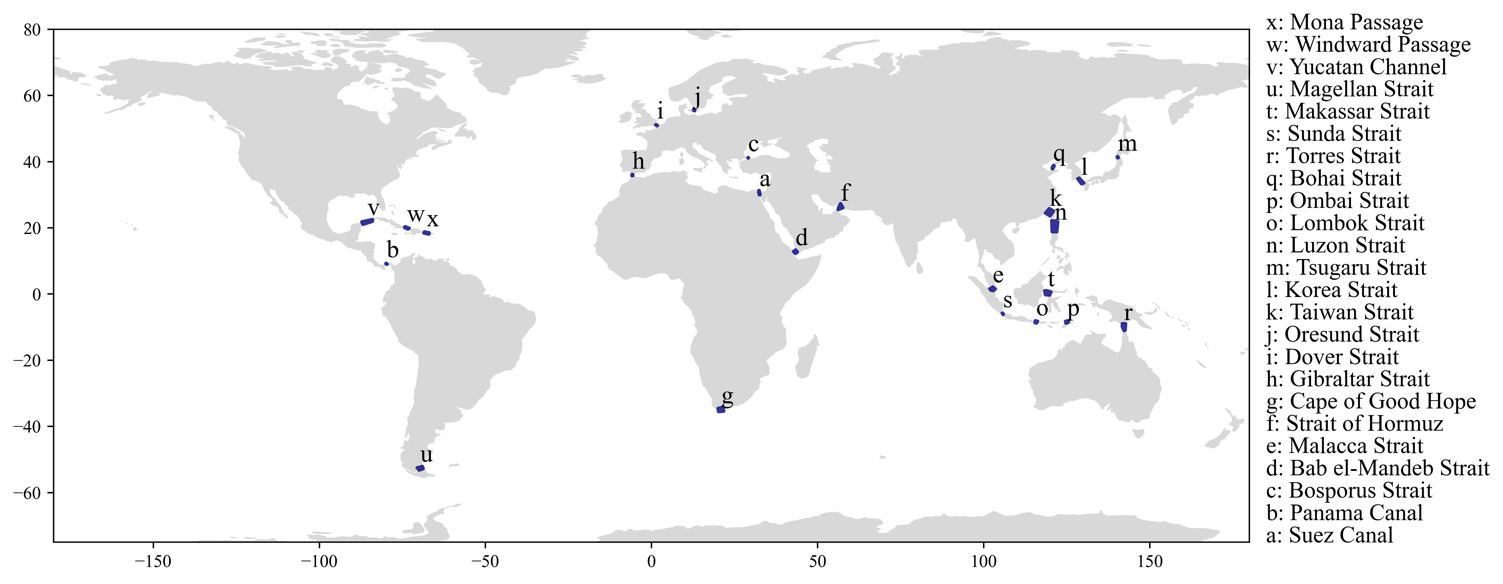 80
60
40
20
0
−20
−40
−60
−150
−100
−50
0
50
100
150
j
i
c
h
q
m
l
a
f
k
v
w
x
n
b
d
e
t
s
o
p
r
g
u
x: Mona Passage
w: Windward Passage
v: Yucatan Channel
u: Magellan Strait
t: Makassar Strait
s: Sunda Strait
r: Torres Strait
q: Bohai Strait
p: Ombai Strait
o: Lombok Strait
n: Luzon Strait
m: Tsugaru Strait
l: Korea Strait
k: Taiwan Strait
j: Oresund Strait
i: Dover Strait
h: Gibraltar Strait
g: Cape of Good Hope
f: Strait of Hormuz
e: Malacca Strait
d: Bab el-Mandeb Strait
c: Bosporus Strait
b: Panama Canal
a: Suez Canal